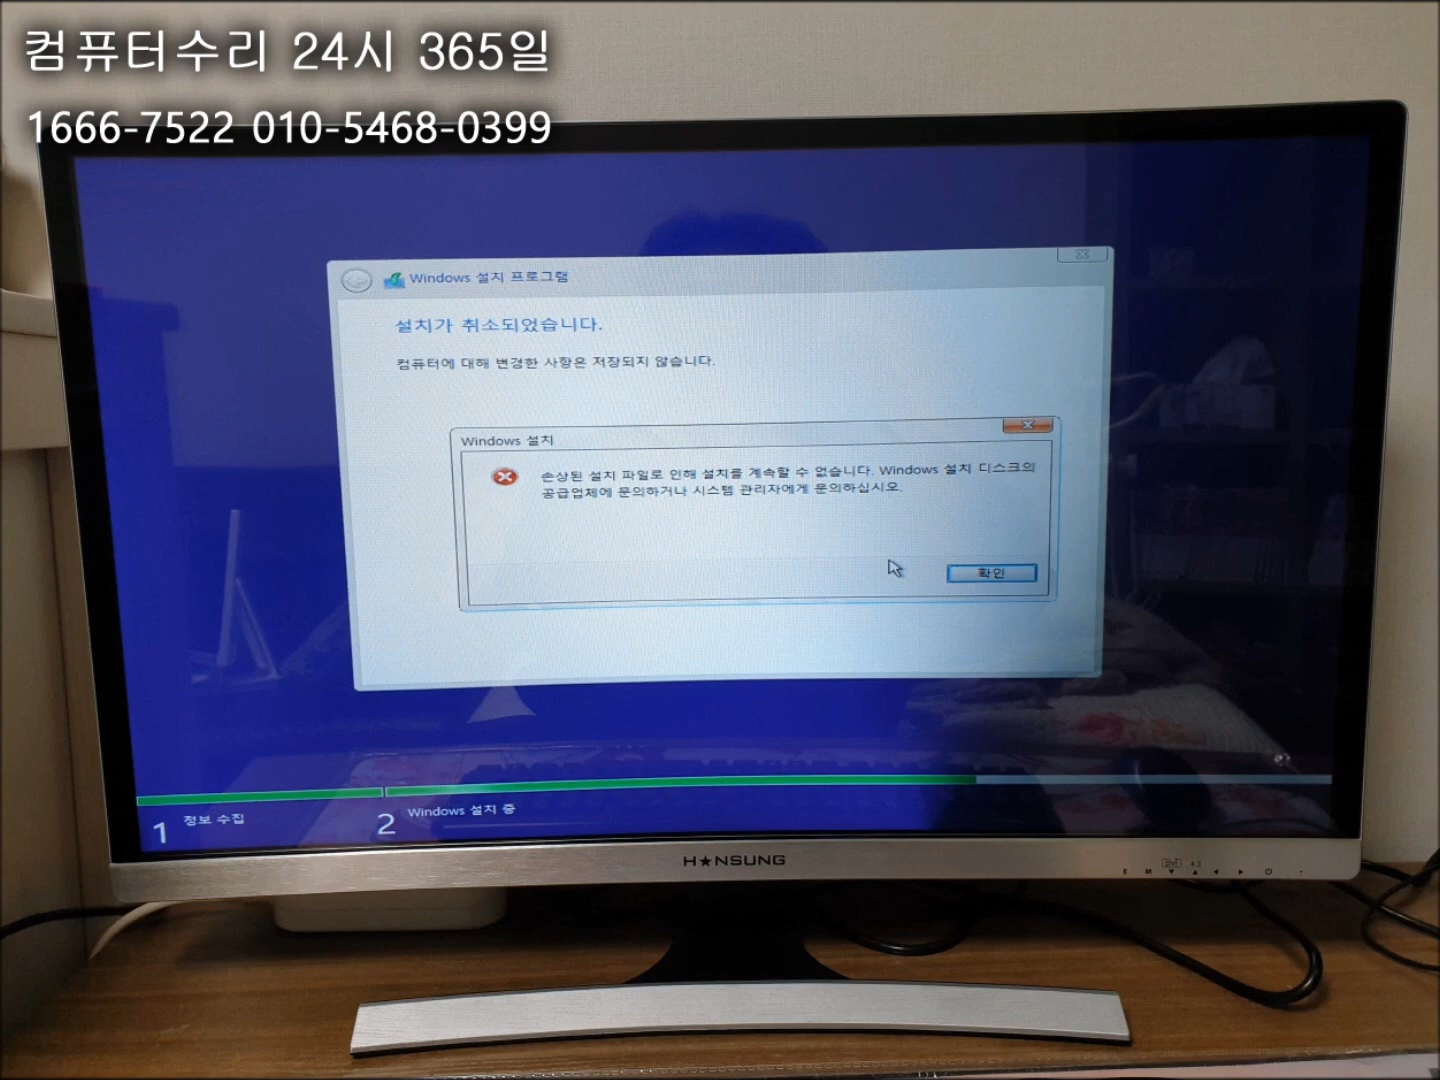 컴퓨터수리 24시 365일
1666-7522 010-5468-0399
Windows 설치 프로그램
설치가 취소되었습니다.
컴퓨터에 대해 변경한 사항은 저장되지 않습니다.
Windows 설치
손상된 설치 파일로 인해 설치를 계속할 수 없습니다. Windows 설치 디스크의
공급업체에 문의하거나 시스템 관리자에게 문의하십시오.
확인
1 정보 수집
2 Windows 설치 중
H★NSUNG
DVI